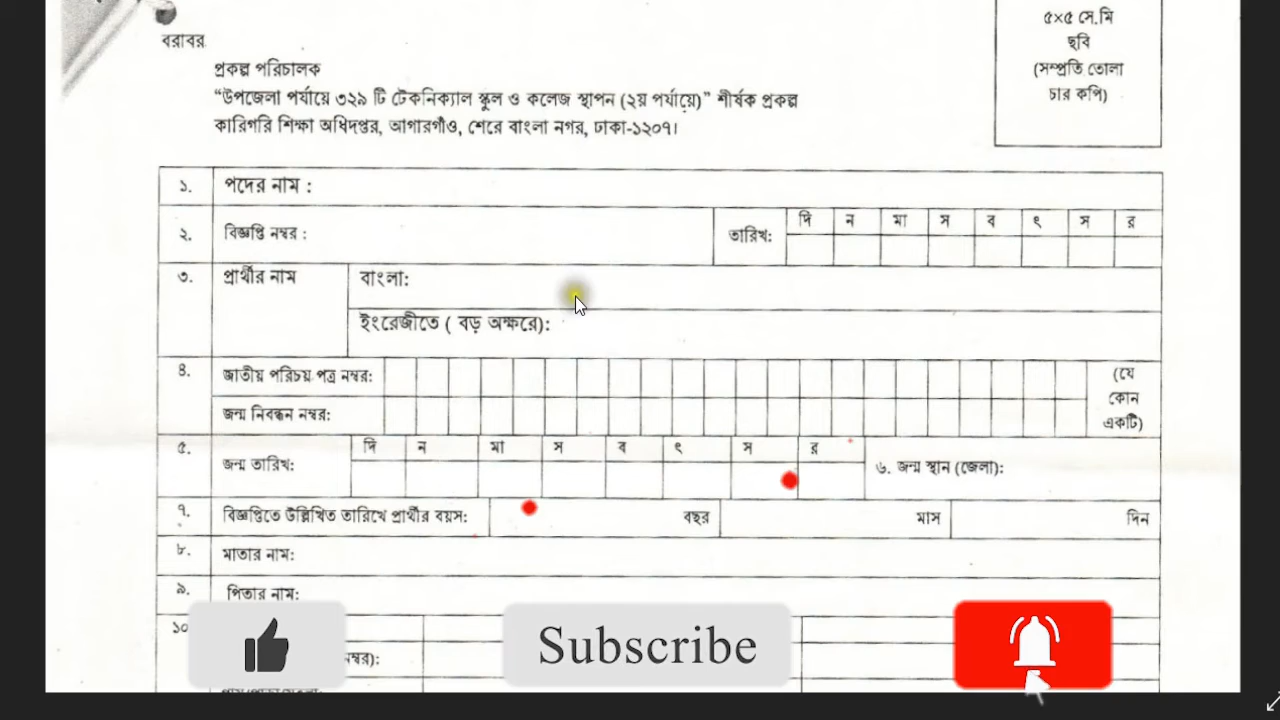 বরাবর
প্রকল্প পরিচালক
“উপজেলা পর্যায়ে ৩২৯ টি টেকনিক্যাল স্কুল ও কলেজ স্থাপন (২য় পর্যায়ে)” শীর্ষক প্রকল্প
কারিগরি শিক্ষা অধিদপ্তর, আগারগাঁও, শেরে বাংলা নগর, ঢাকা-১২০৭।
৫×৫ সে.মি
ছবি
(সম্প্রতি তোলা
চার কপি)
১. পদের নাম :
২. বিজ্ঞপ্তি নম্বর : তারিখ: দি ন মা স ব ৎ স র
৩. প্রার্থীর নাম বাংলা:
ইংরেজীতে ( বড় অক্ষরে):
৪. জাতীয় পরিচয় পত্র নম্বর: (যে
কোন
জন্ম নিবন্ধন নম্বর: একটি)
৫. জন্ম তারিখ: দি ন মা স ব ৎ স র ৬. জন্ম স্থান (জেলা):
৭. বিজ্ঞপ্তিতে উল্লিখিত তারিখে প্রার্থীর বয়স: বছর মাস দিন
৮. মাতার নাম:
৯. পিতার নাম:
১০
Subscribe